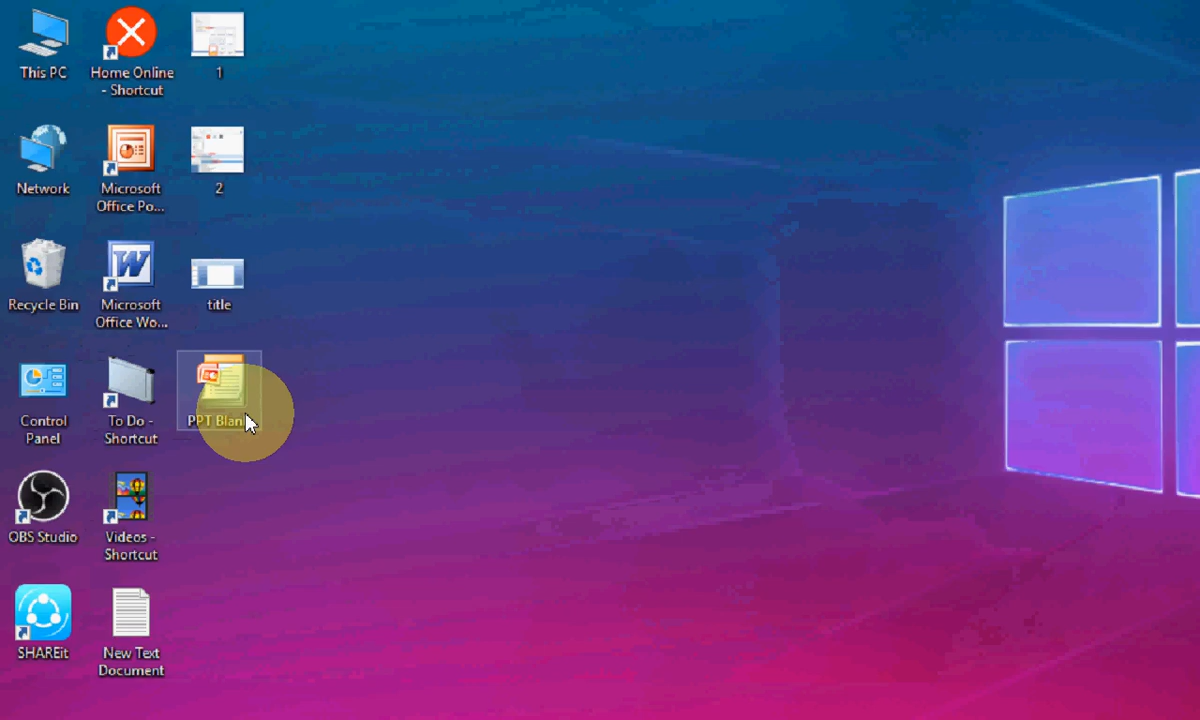 This PC
Home Online
- Shortcut
1
Network
Microsoft
Office Po...
2
Recycle Bin
Microsoft
Office Wo...
title
Control
Panel
To Do -
Shortcut
PPT Blan
OBS Studio
Videos -
Shortcut
SHAREit
New Text
Document